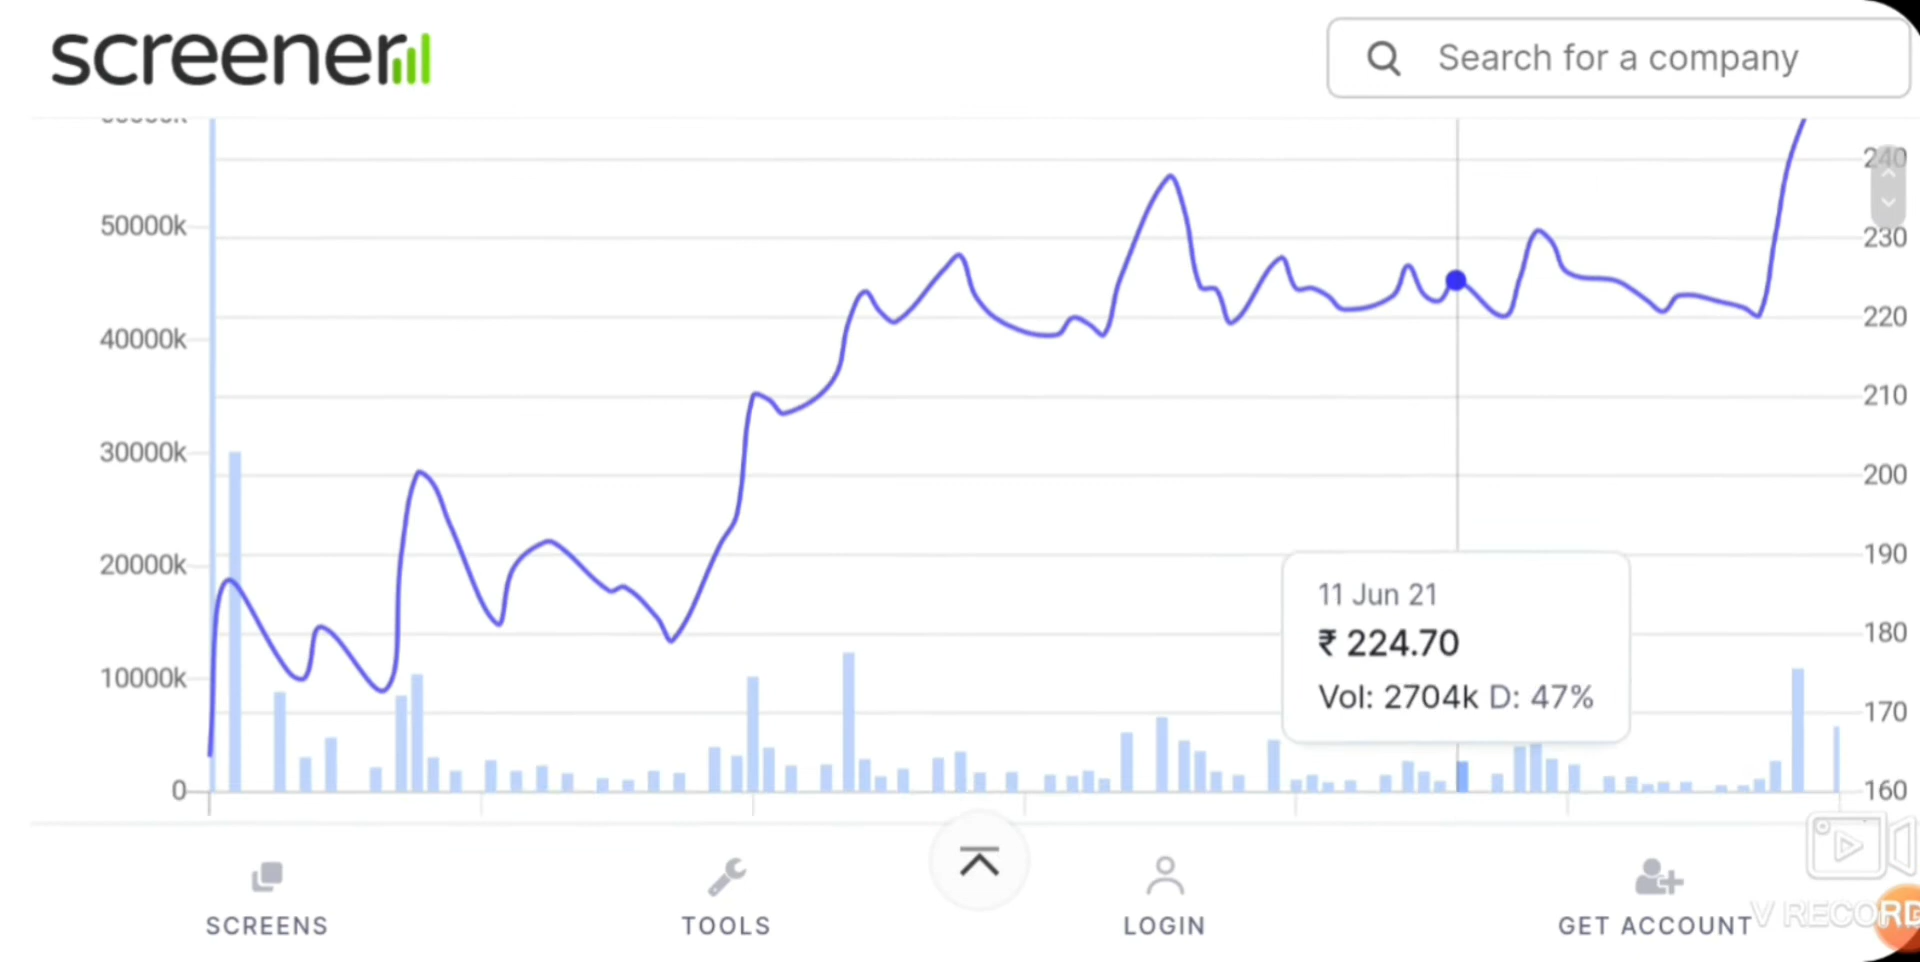 screener
Search for a company
240
50000k
230
40000k
220
210
30000k
200
20000k
190
11 Jun 21
₹ 224.70
180
10000k
Vol: 2704k D: 47%
170
0
160
SCREENS
TOOLS
LOGIN
GET ACCOUNT
V RECORD